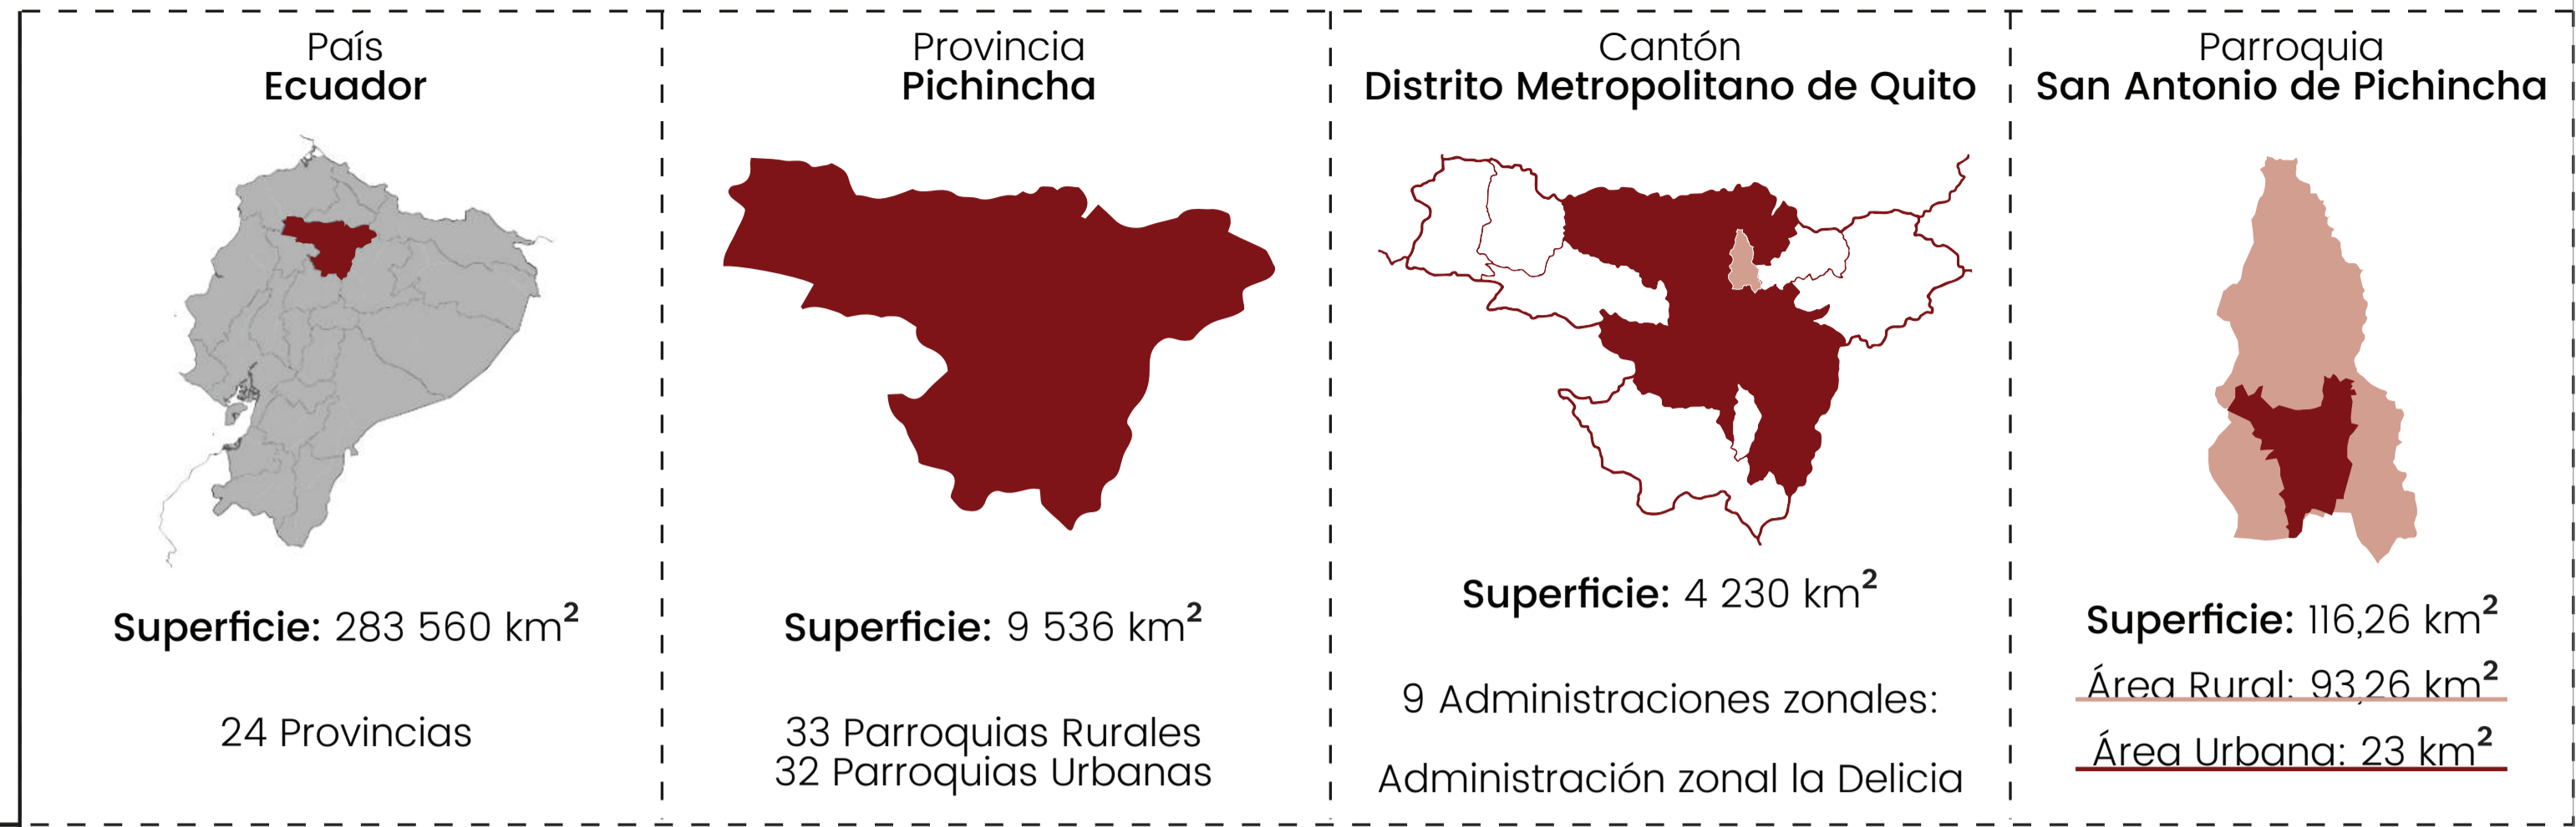 País
Ecuador
Superficie: 283 560 km²
24 Provincias
Provincia
Pichincha
Superficie: 9 536 km²
33 Parroquias Rurales
32 Parroquias Urbanas
Cantón
Distrito Metropolitano de Quito
Superficie: 4 230 km²
9 Administraciones zonales:
Administración zonal la Delicia
Parroquia
San Antonio de Pichincha
Superficie: 116,26 km²
Área Rural: 93,26 km²
Área Urbana: 23 km²